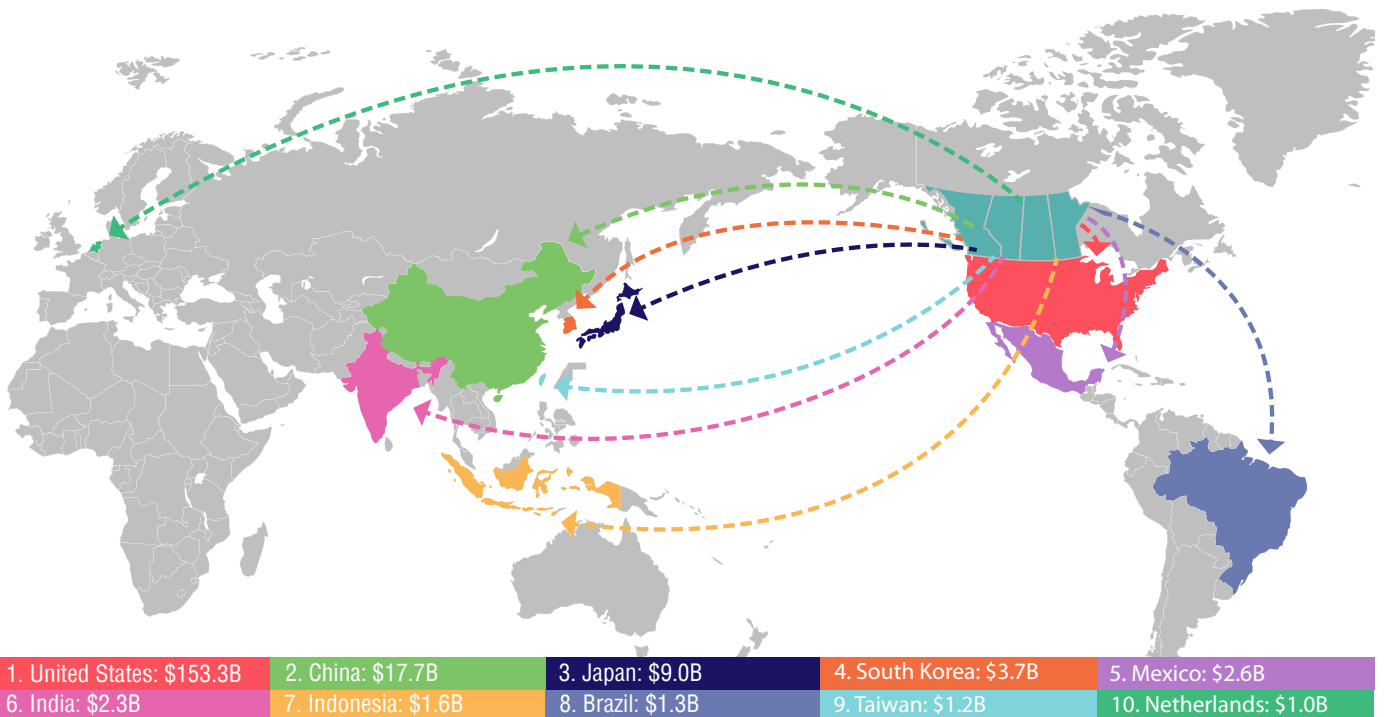 1. United States: $153.3B
2. China: $17.7B
3. Japan: $9.0B
4. South Korea: $3.7B
5. Mexico: $2.6B
6. India: $2.3B
7. Indonesia: $1.6B
8. Brazil: $1.3B
9. Taiwan: $1.2B
10. Netherlands: $1.0B